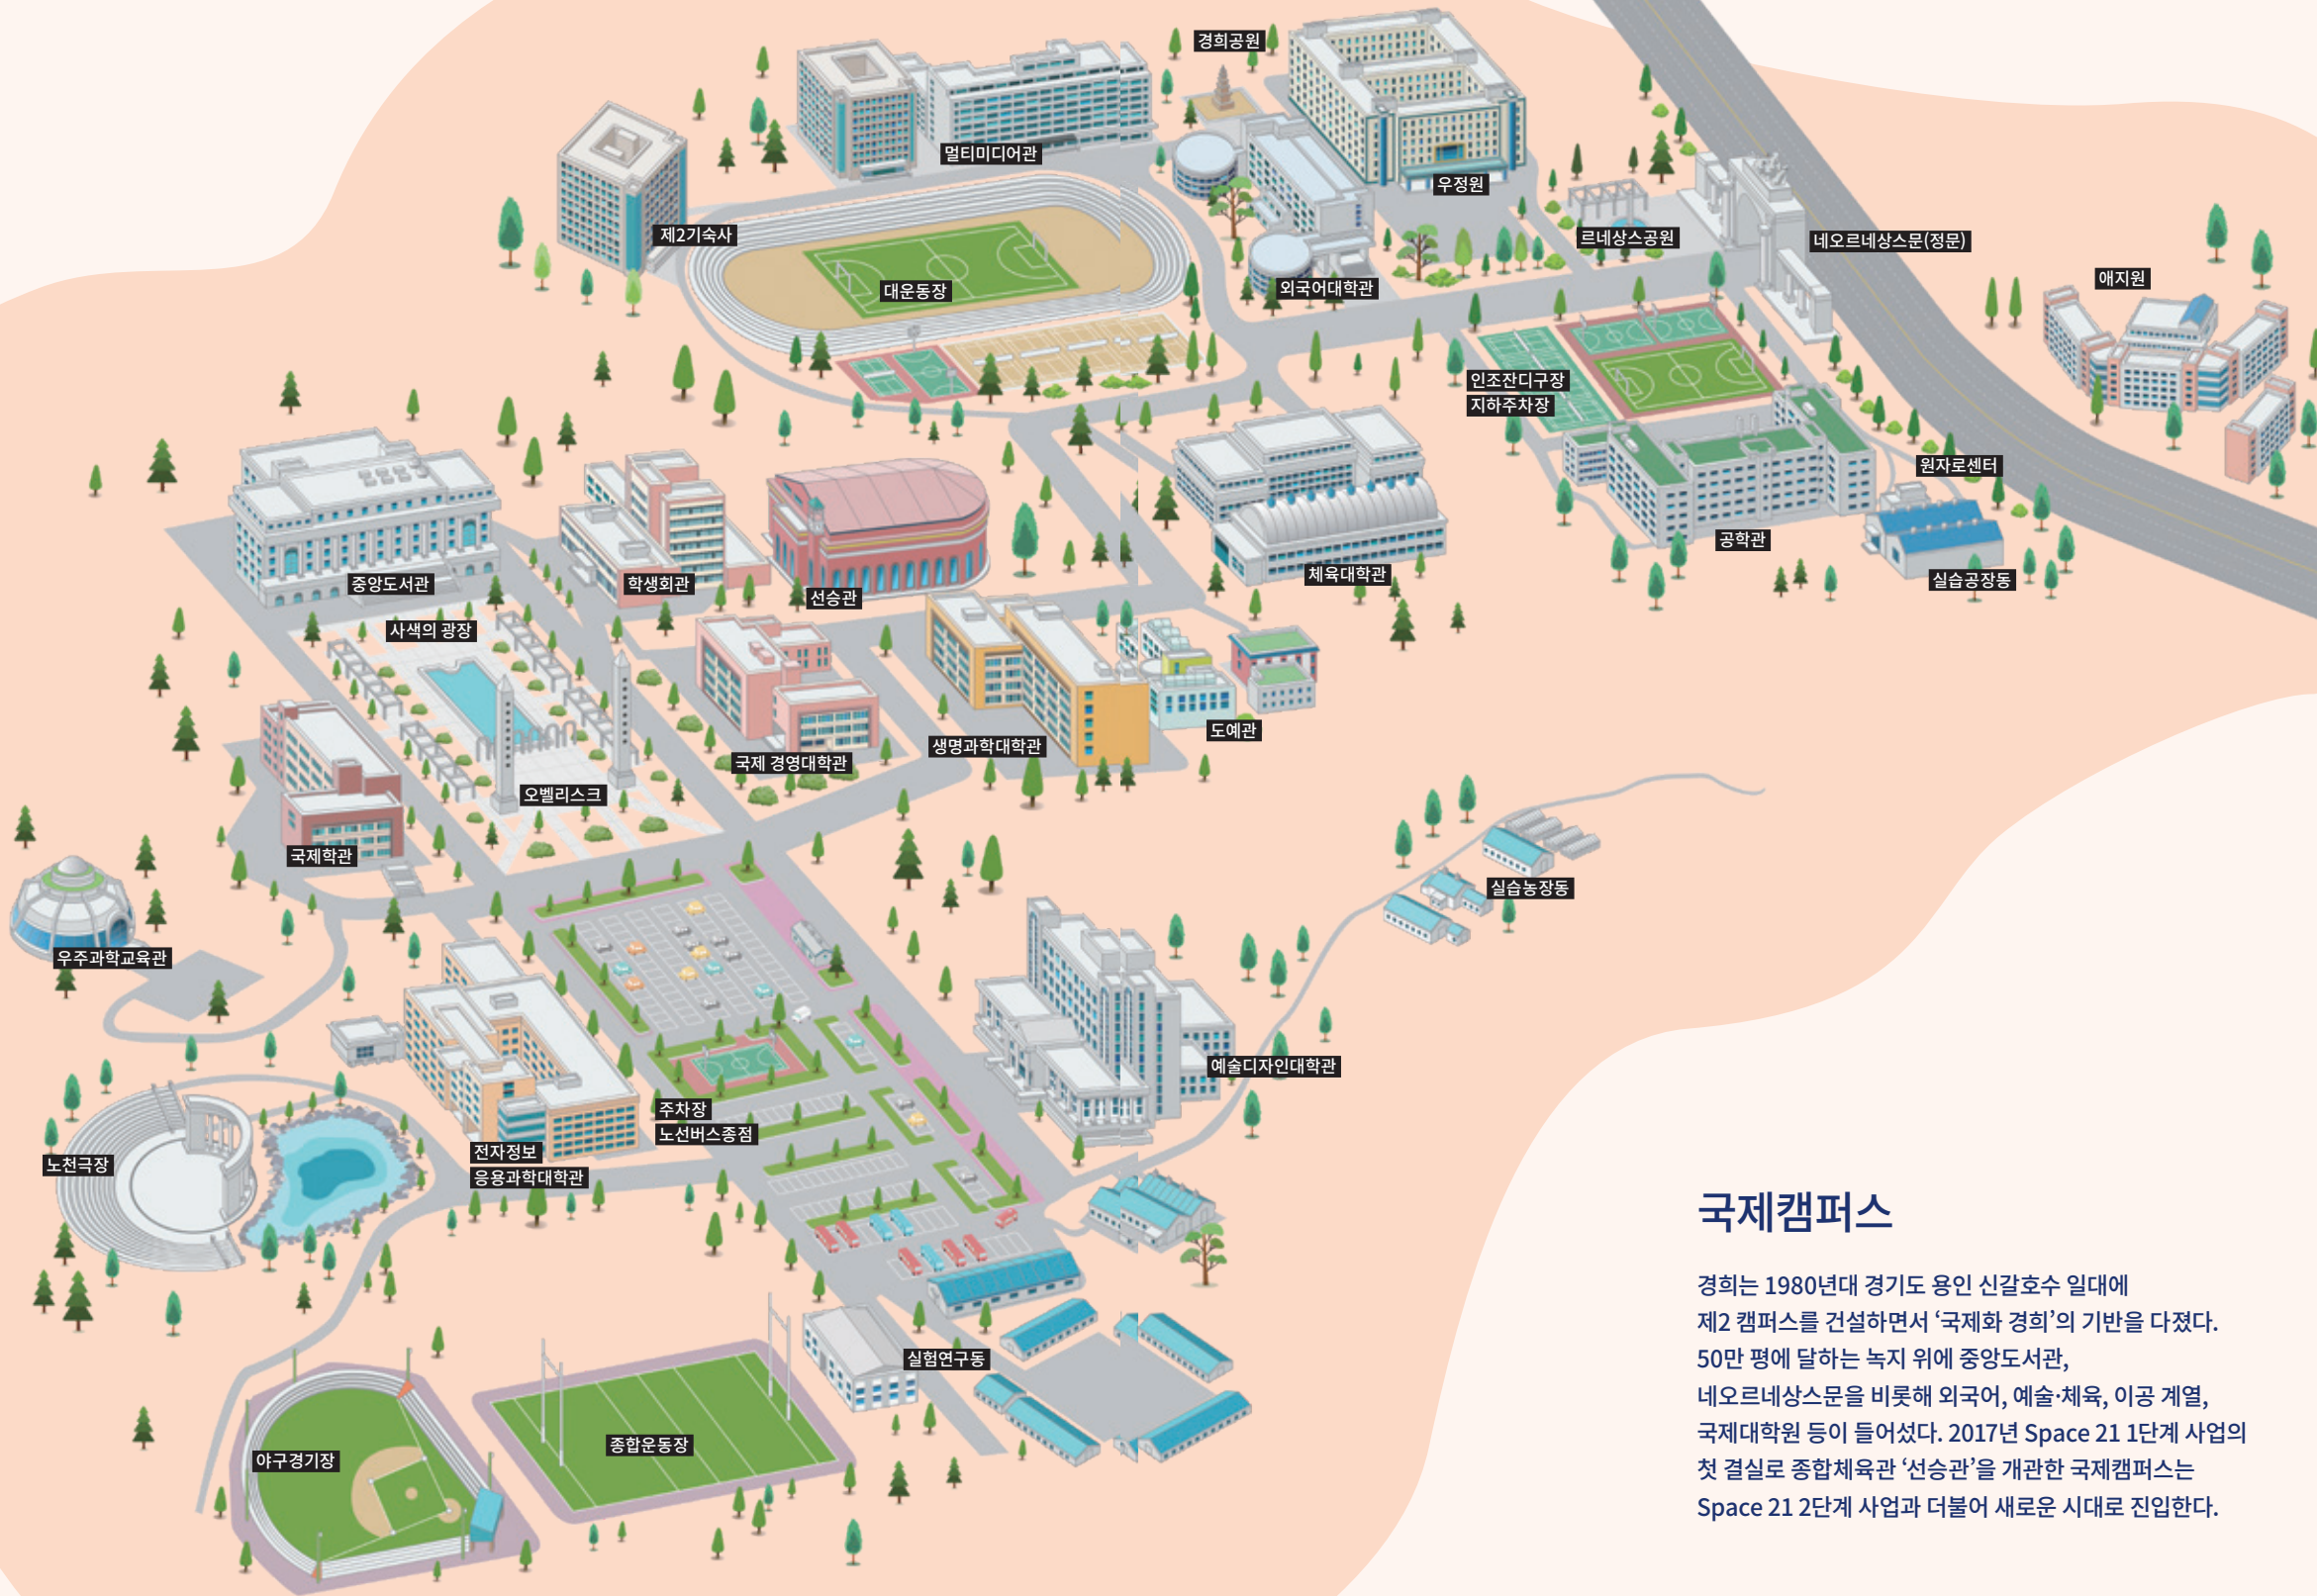 경희공원
멀티미디어관
우정원
제2기숙사
르네상스공원
네오르네상스문(정문)
대운동장
외국어대학관
애지원
인조잔디구장
지하주차장
원자로센터
공학관
실습공장동
중앙도서관
학생회관
선승관
체육대학관
사색의 광장
도예관
생명과학대학관
국제 경영대학관
오벨리스크
국제학관
실습농장동
우주과학교육관
예술디자인대학관
주차장
노선버스종점
노천극장
전자정보
응용과학대학관
실험연구동
종합운동장
야구경기장
국제캠퍼스
경희는 1980년대 경기도 용인 신갈호수 일대에
제2 캠퍼스를 건설하면서 ‘국제화 경희’의 기반을 다졌다.
50만 평에 달하는 녹지 위에 중앙도서관,
네오르네상스문을 비롯해 외국어, 예술·체육, 이공 계열,
국제대학원 등이 들어섰다. 2017년 Space 21 1단계 사업의
첫 결실로 종합체육관 ‘선승관’을 개관한 국제캠퍼스는
Space 21 2단계 사업과 더불어 새로운 시대로 진입한다.